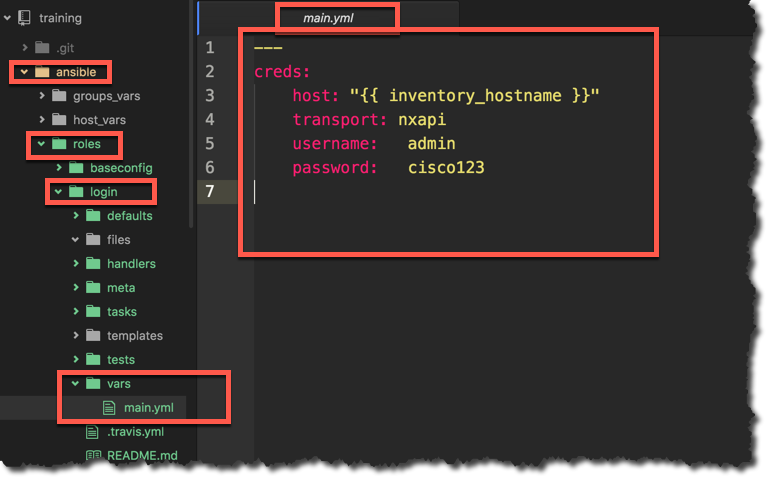 training
.git
ansible
groups_vars
host_vars
roles
baseconfig
login
defaults
files
handlers
meta
tasks
templates
tests
vars
main.yml
.travis.yml
README.md
main.yml
1 ---
2 creds:
3 host: "{{ inventory_hostname }}"
4 transport: nxapi
5 username: admin
6 password: cisco123
7